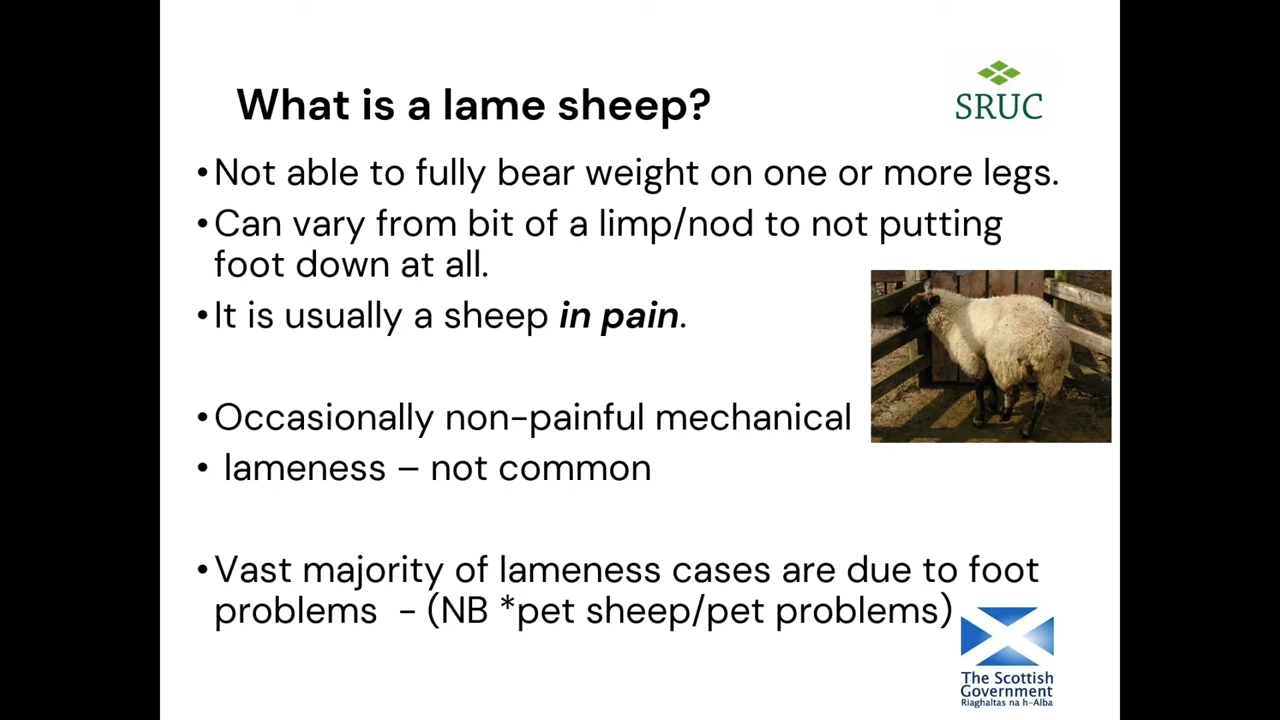 What is a lame sheep?
SRUC
•Not able to fully bear weight on one or more legs.
•Can vary from bit of a limp/nod to not putting
foot down at all.
•It is usually a sheep in pain.
•Occasionally non-painful mechanical
• lameness – not common
•Vast majority of lameness cases are due to foot
problems - (NB *pet sheep/pet problems)
The Scottish
Government
Riaghaltas na h-Alba